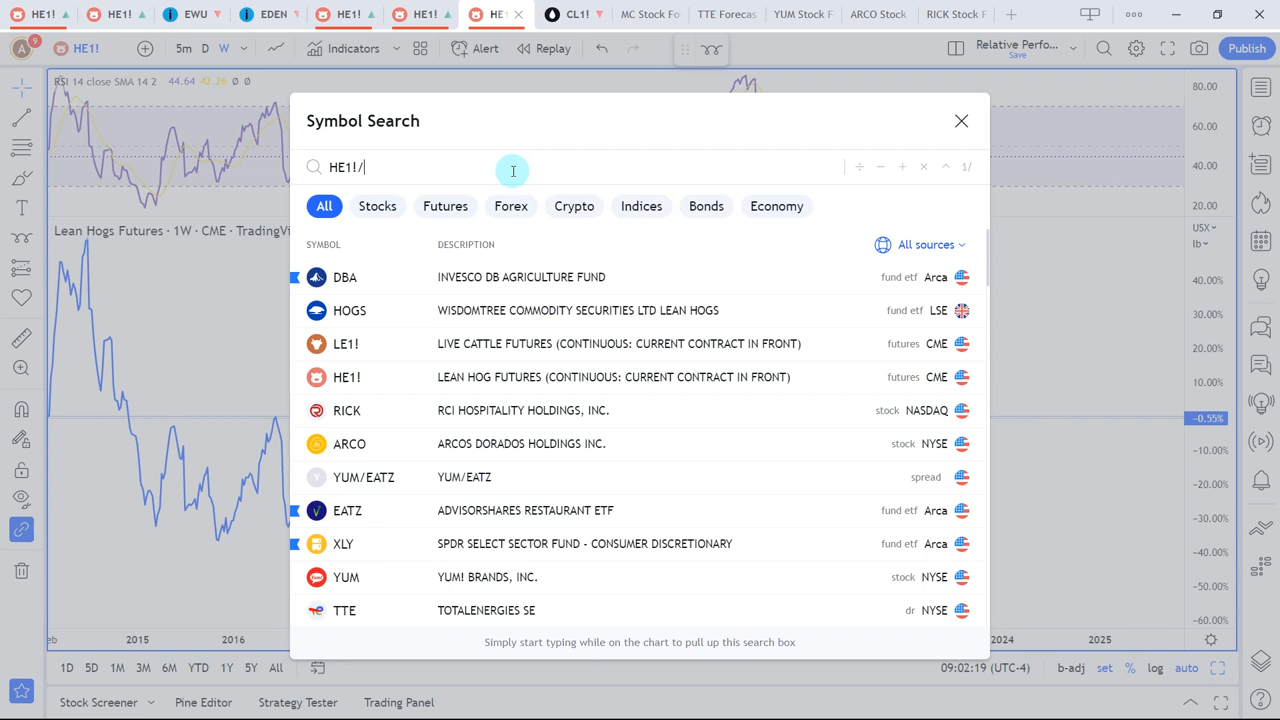 HE1!
HE1!
EWU
EDEN
HE1!
HE1!
HE
CL1!
MC Stock Fo
TTE Forecas
YUM Stock E
ARCO Stock
RICK Stock F
A
9
HE1!
5m
D
W
Indicators
Alert
Replay
Relative Perfo...
Save
Publish
RSI 14 close SMA 14 2 44.64 42.26 Ø Ø
80.00
60.00
40.00
20.00
Symbol Search
HE1!/
÷ − + × ^ 1/
All
Stocks
Futures
Forex
Crypto
Indices
Bonds
Economy
SYMBOL
DESCRIPTION
All sources
DBA INVESCO DB AGRICULTURE FUND fund etf Arca
HOGS WISDOMTREE COMMODITY SECURITIES LTD LEAN HOGS fund etf LSE
LE1! LIVE CATTLE FUTURES (CONTINUOUS: CURRENT CONTRACT IN FRONT) futures CME
HE1! LEAN HOG FUTURES (CONTINUOUS: CURRENT CONTRACT IN FRONT) futures CME
RICK RCI HOSPITALITY HOLDINGS, INC. stock NASDAQ
ARCO ARCOS DORADOS HOLDINGS INC. stock NYSE
Y YUM/EATZ YUM/EATZ spread
EATZ ADVISORSHARES RESTAURANT ETF fund etf Arca
XLY SPDR SELECT SECTOR FUND - CONSUMER DISCRETIONARY fund etf Arca
YUM YUM! BRANDS, INC. stock NYSE
TTE TOTALENERGIES SE dr NYSE
Simply start typing while on the chart to pull up this search box
Lean Hogs Futures · 1W · CME · TradingVi
USX
lb
40.00%
30.00%
20.00%
10.00%
−0.55%
−10.00%
−20.00%
−30.00%
−40.00%
−50.00%
−60.00%
eb
2015
2016
2024
2025
1D 5D 1M 3M 6M YTD 1Y 5Y All
09:02:19 (UTC-4)
b-adj
set
%
log
auto
Stock Screener
Pine Editor
Strategy Tester
Trading Panel